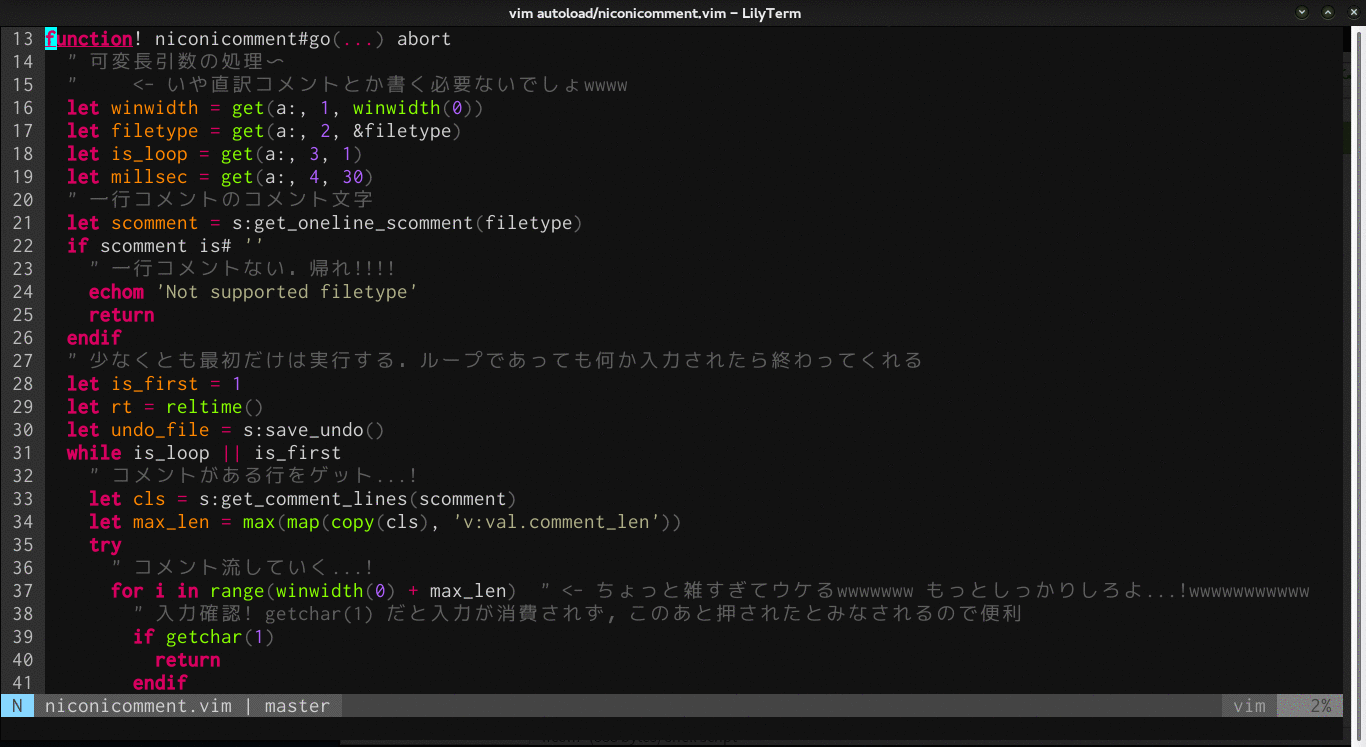 vim autoload/niconicomment.vim - LilyTerm
13 function! niconicomment#go(...) abort
14   " 可変長引数の処理〜
15   "     <- いや直訳コメントとか書く必要ないでしょwwww
16   let winwidth = get(a:, 1, winwidth(0))
17   let filetype = get(a:, 2, &filetype)
18   let is_loop = get(a:, 3, 1)
19   let millsec = get(a:, 4, 30)
20   " 一行コメントのコメント文字
21   let scomment = s:get_oneline_scomment(filetype)
22   if scomment is# ''
23     " 一行コメントない. 帰れ!!!!
24     echom 'Not supported filetype'
25     return
26   endif
27   " 少なくとも最初だけは実行する. ループであっても何か入力されたら終わってくれる
28   let is_first = 1
29   let rt = reltime()
30   let undo_file = s:save_undo()
31   while is_loop || is_first
32     " コメントがある行をゲット...!
33     let cls = s:get_comment_lines(scomment)
34     let max_len = max(map(copy(cls), 'v:val.comment_len'))
35     try
36       " コメント流していく...!
37       for i in range(winwidth(0) + max_len)  " <- ちょっと雑すぎてウケるwwwwwww もっとしっかりしろよ...!wwwwwwwwwww
38         " 入力確認! getchar(1) だと入力が消費されず, このあと押されたとみなされるので便利
39         if getchar(1)
40           return
41         endif
N niconicomment.vim | master vim 2%